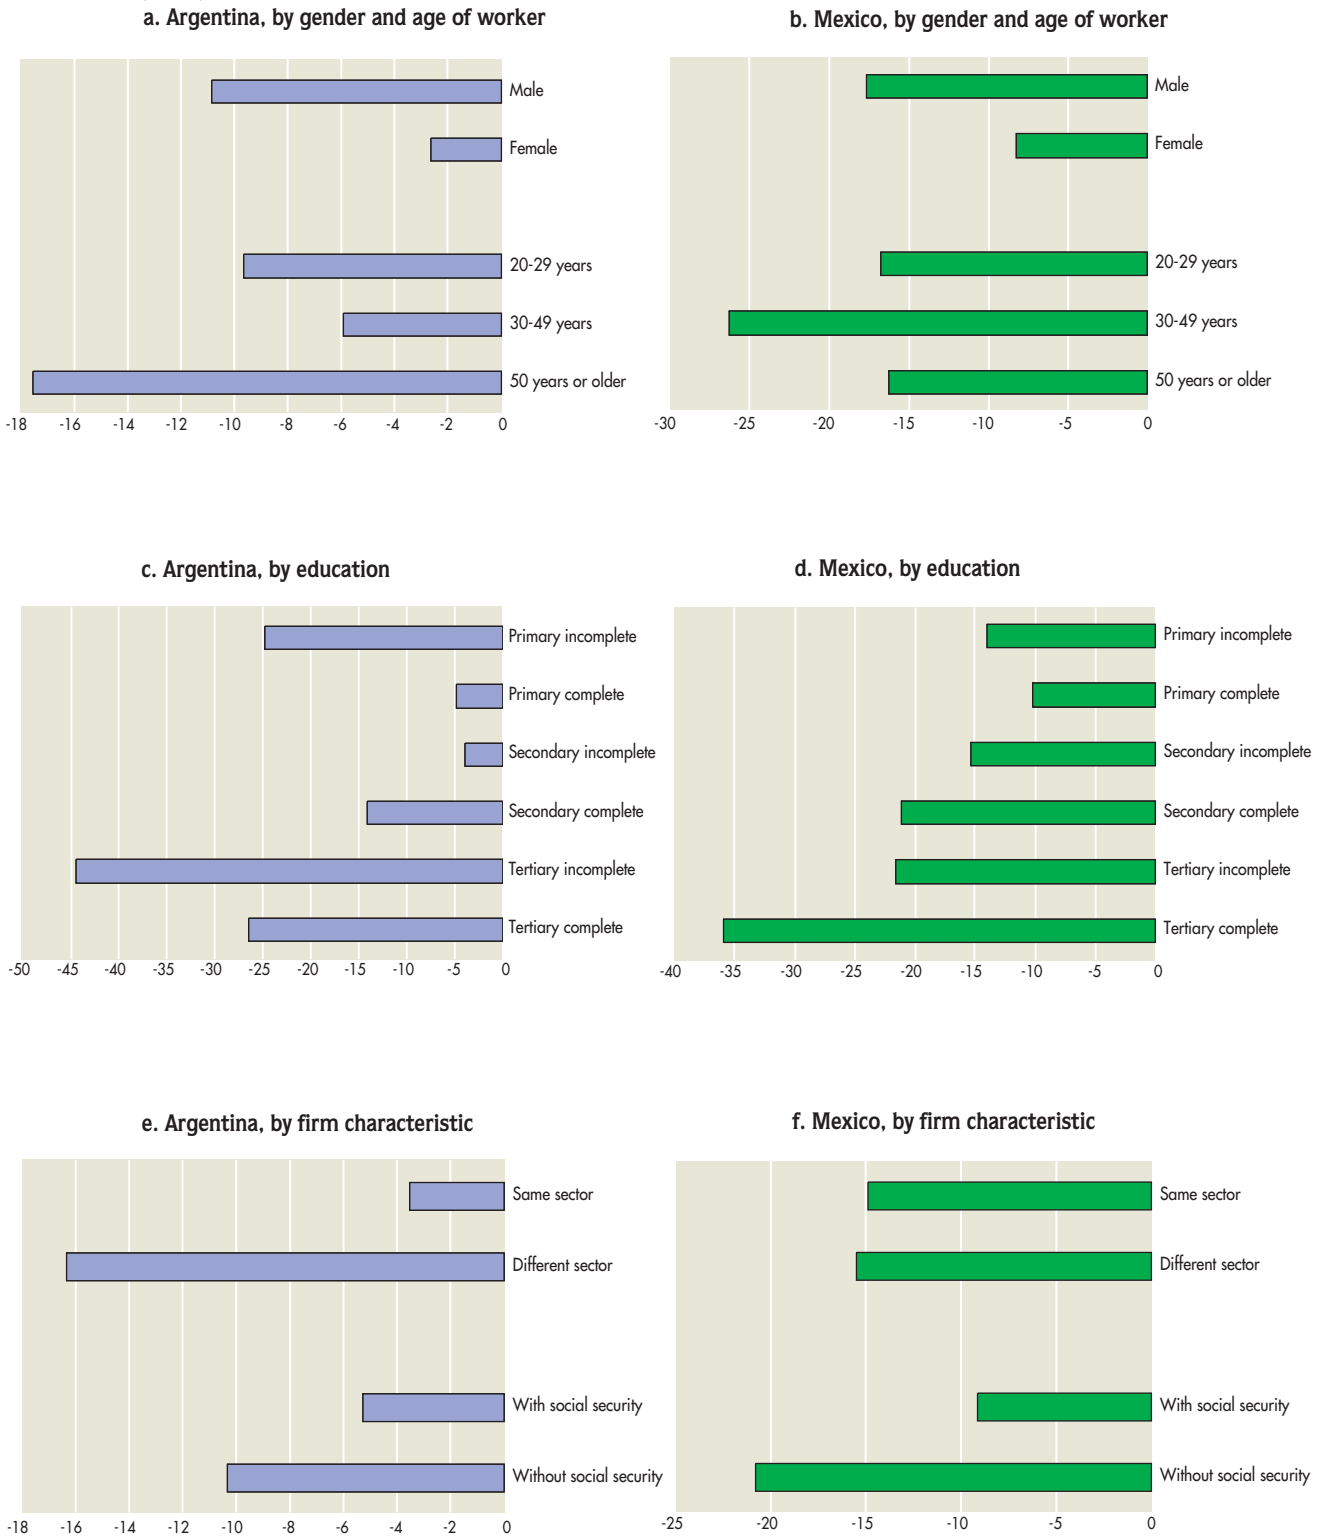 a. Argentina, by gender and age of worker
Male
Female
20-29 years
30-49 years
50 years or older
-18 -16 -14 -12 -10 -8 -6 -4 -2 0
b. Mexico, by gender and age of worker
Male
Female
20-29 years
30-49 years
50 years or older
-30 -25 -20 -15 -10 -5 0
c. Argentina, by education
Primary incomplete
Primary complete
Secondary incomplete
Secondary complete
Tertiary incomplete
Tertiary complete
-50 -45 -40 -35 -30 -25 -20 -15 -10 -5 0
d. Mexico, by education
Primary incomplete
Primary complete
Secondary incomplete
Secondary complete
Tertiary incomplete
Tertiary complete
-40 -35 -30 -25 -20 -15 -10 -5 0
e. Argentina, by firm characteristic
Same sector
Different sector
With social security
Without social security
-18 -16 -14 -12 -10 -8 -6 -4 -2 0
f. Mexico, by firm characteristic
Same sector
Different sector
With social security
Without social security
-25 -20 -15 -10 -5 0